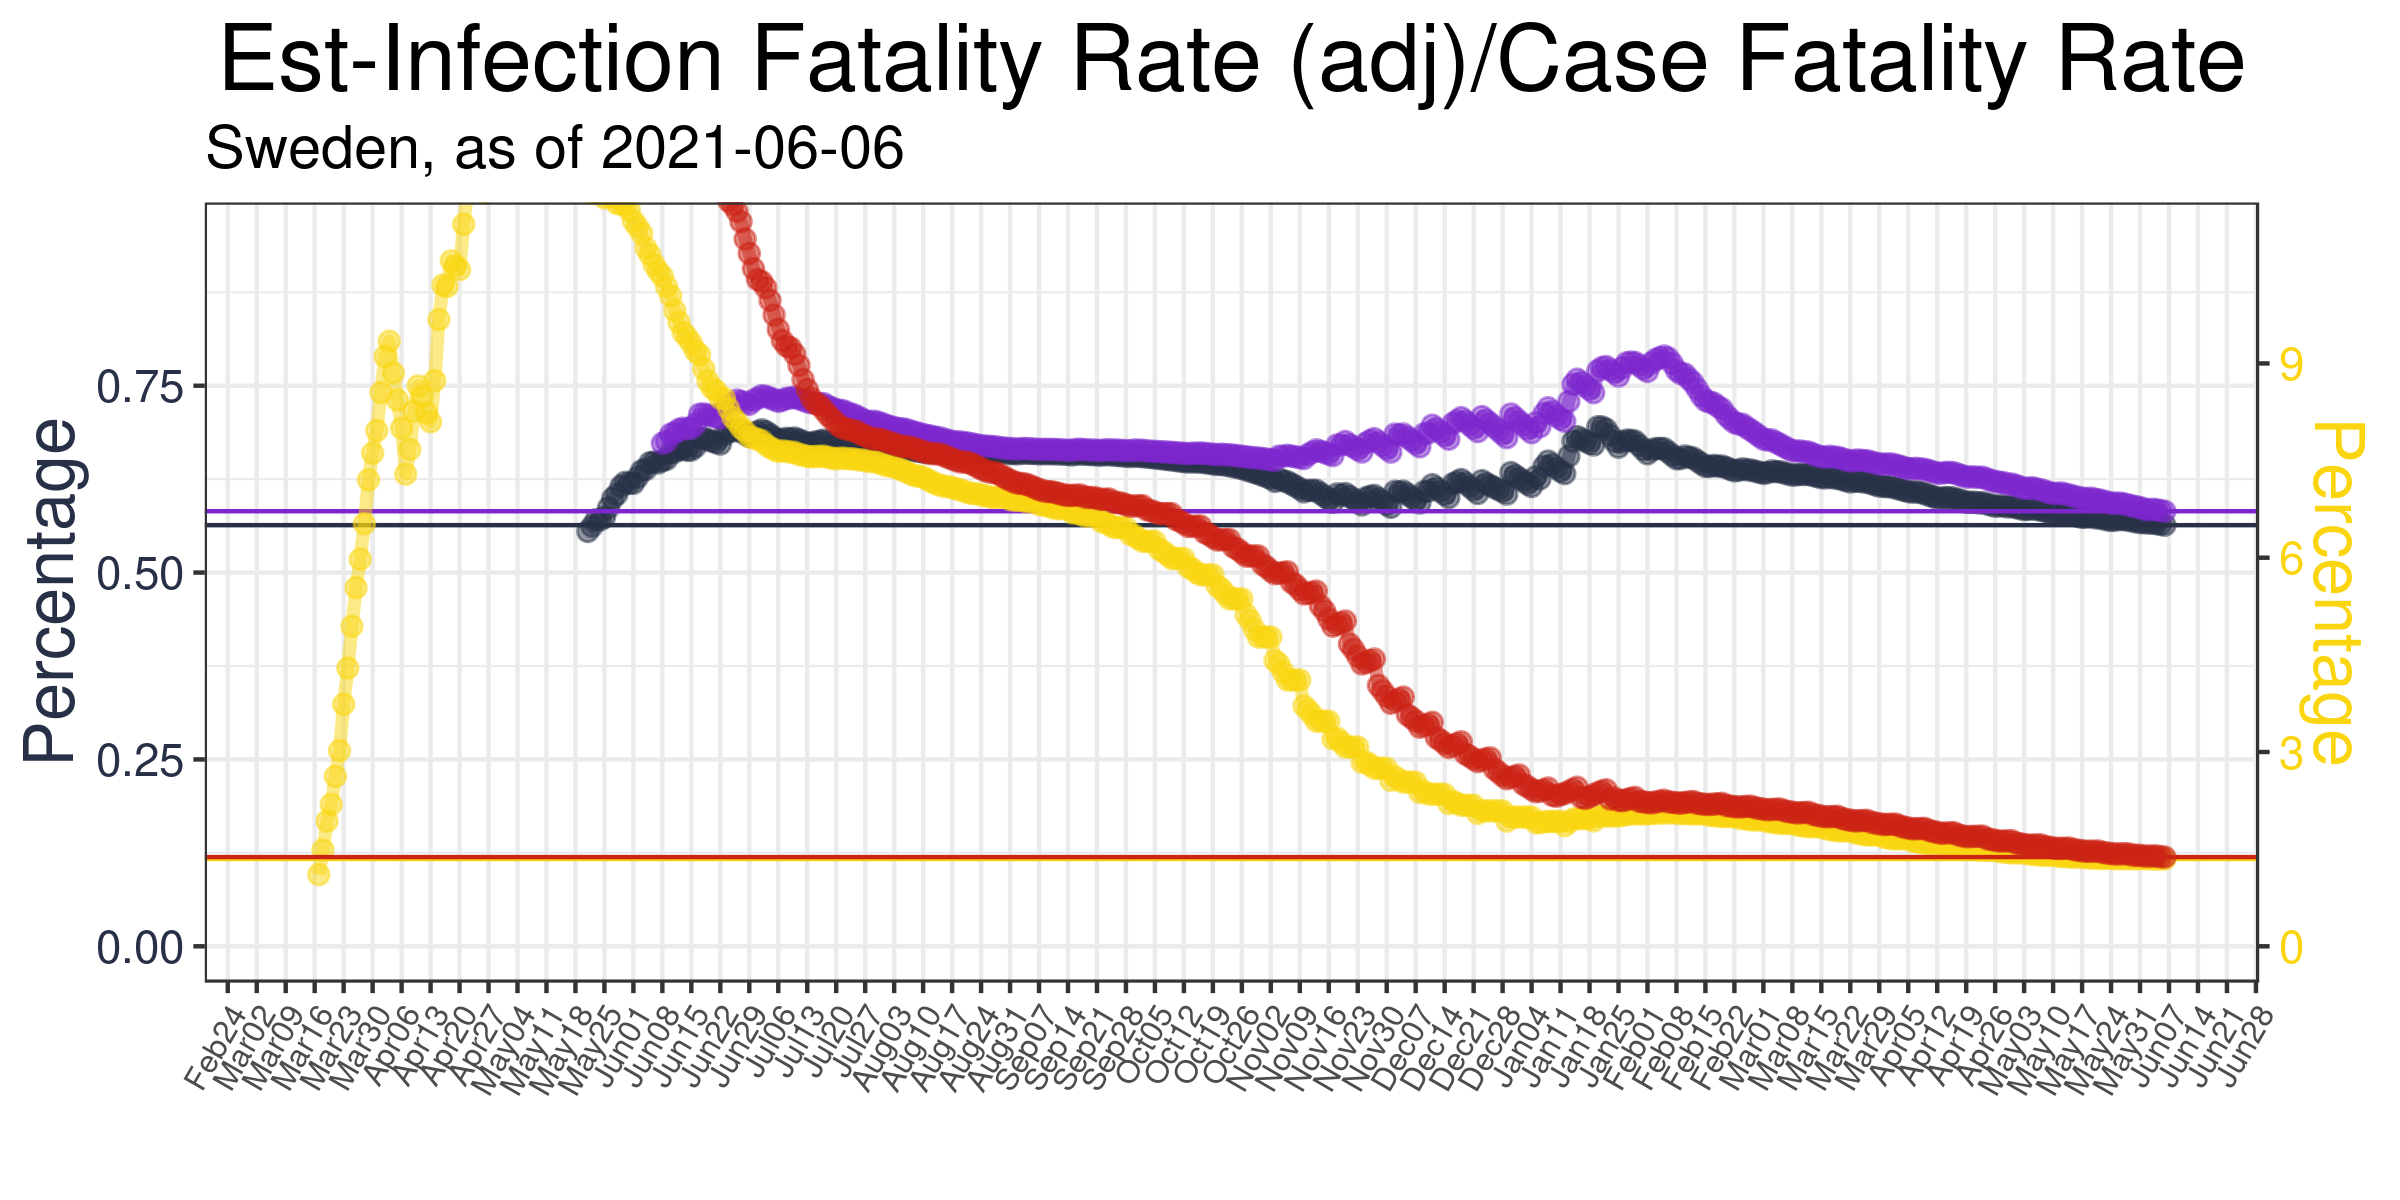 Est-Infection Fatality Rate (adj)/Case Fatality Rate
Sweden, as of 2021-06-06
Percentage
0.75
0.50
0.25
0.00
9
6
3
0
Percentage
Feb24
Mar02
Mar09
Mar16
Mar23
Mar30
Apr06
Apr13
Apr20
Apr27
May04
May11
May18
May25
Jun01
Jun08
Jun15
Jun22
Jun29
Jul06
Jul13
Jul20
Jul27
Aug03
Aug10
Aug17
Aug24
Aug31
Sep07
Sep14
Sep21
Sep28
Oct05
Oct12
Oct19
Oct26
Nov02
Nov09
Nov16
Nov23
Nov30
Dec07
Dec14
Dec21
Dec28
Jan04
Jan11
Jan18
Jan25
Feb01
Feb08
Feb15
Feb22
Mar01
Mar08
Mar15
Mar22
Mar29
Apr05
Apr12
Apr19
Apr26
May03
May10
May17
May24
May31
Jun07
Jun14
Jun21
Jun28